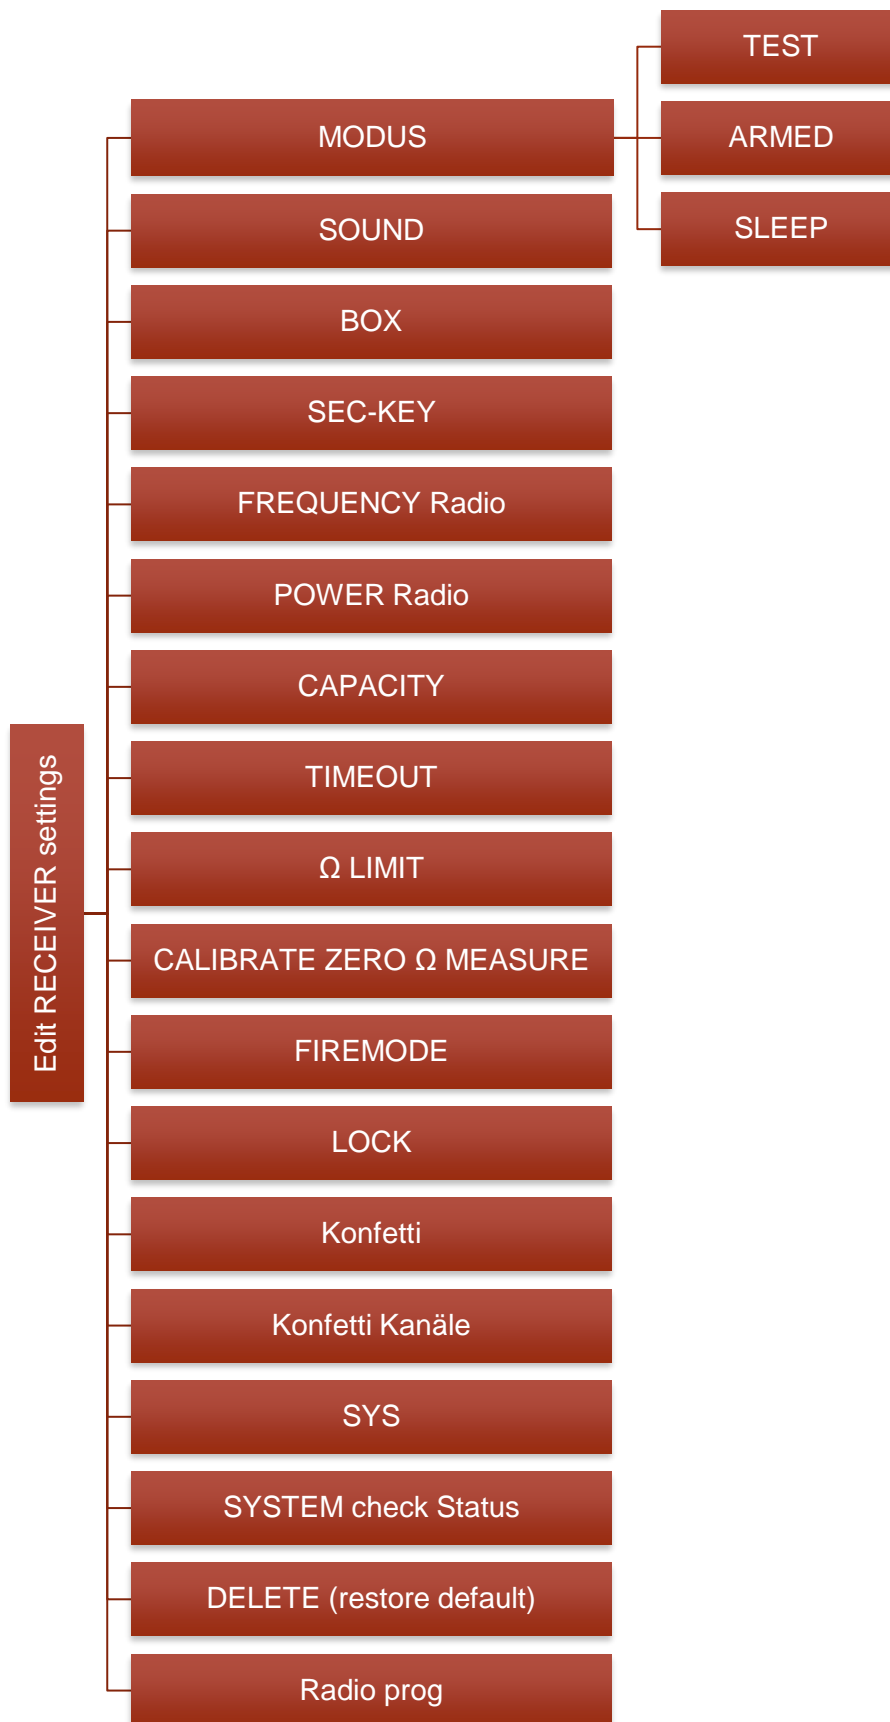 Edit RECEIVER settings
MODUS
TEST
ARMED
SLEEP
SOUND
BOX
SEC-KEY
FREQUENCY Radio
POWER Radio
CAPACITY
TIMEOUT
Ω LIMIT
CALIBRATE ZERO Ω MEASURE
FIREMODE
LOCK
Konfetti
Konfetti Kanäle
SYS
SYSTEM check Status
DELETE (restore default)
Radio prog